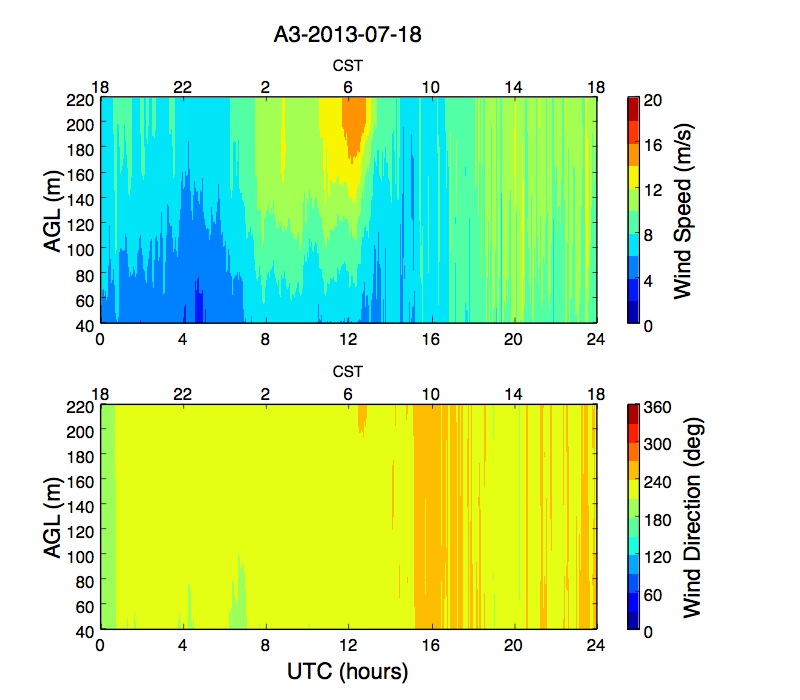 A3-2013-07-18
CST
18 22 2 6 10 14 18
220
200
180
160
140
120
100
80
60
40
AGL (m)
0 4 8 12 16 20 24
20
16
12
8
4
0
Wind Speed (m/s)
CST
18 22 2 6 10 14 18
220
200
180
160
140
120
100
80
60
40
AGL (m)
0 4 8 12 16 20 24
UTC (hours)
360
300
240
180
120
60
0
Wind Direction (deg)